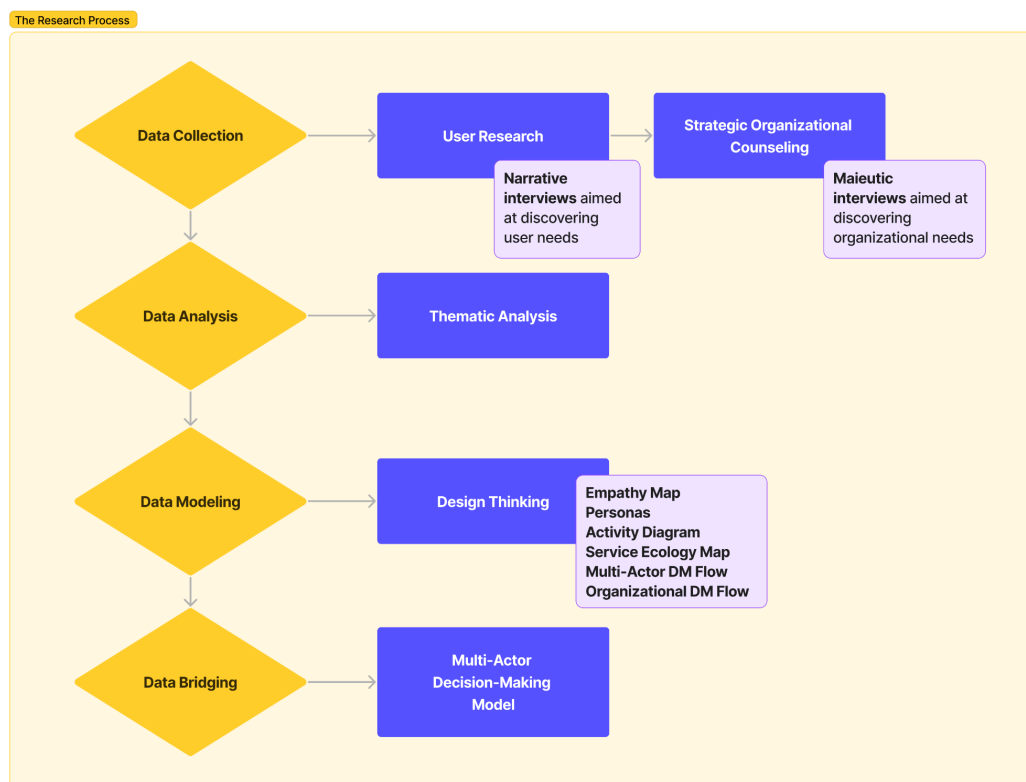 The Research Process
Data Collection
User Research
Strategic Organizational
Counseling
Narrative
interviews aimed
at discovering
user needs
Maieutic
interviews aimed at
discovering
organizational needs
Data Analysis
Thematic Analysis
Data Modeling
Design Thinking
Empathy Map
Personas
Activity Diagram
Service Ecology Map
Multi-Actor DM Flow
Organizational DM Flow
Data Bridging
Multi-Actor
Decision-Making
Model